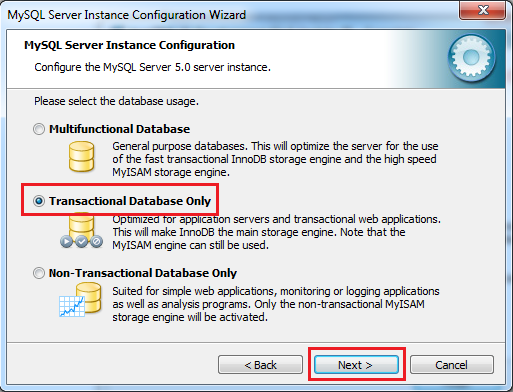 MySQL Server Instance Configuration Wizard
MySQL Server Instance Configuration
Configure the MySQL Server 5.0 server instance.
Please select the database usage.
Multifunctional Database
General purpose databases. This will optimize the server for the use
of the fast transactional InnoDB storage engine and the high speed
MyISAM storage engine.
Transactional Database Only
Optimized for application servers and transactional web applications.
This will make InnoDB the main storage engine. Note that the
MyISAM engine can still be used.
Non-Transactional Database Only
Suited for simple web applications, monitoring or logging applications
as well as analysis programs. Only the non-transactional MyISAM
storage engine will be activated.
< Back Next > Cancel